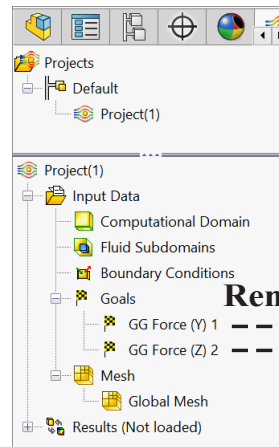 Projects
Default
Project(1)
Project(1)
Input Data
Computational Domain
Fluid Subdomains
Boundary Conditions
Goals
GG Force (Y) 1
GG Force (Z) 2
Mesh
Global Mesh
Results (Not loaded)